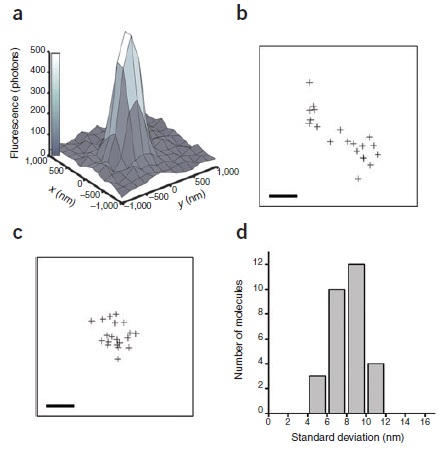 a
Fluorescence (photons)
500
400
300
200
100
0
1,000
500
0
–500
–1,000
x (nm)
–1,000
–500
0
500
1,000
y (nm)
b
c
d
Number of molecules
12
10
8
6
4
2
0
0 2 4 6 8 10 12 14 16
Standard deviation (nm)